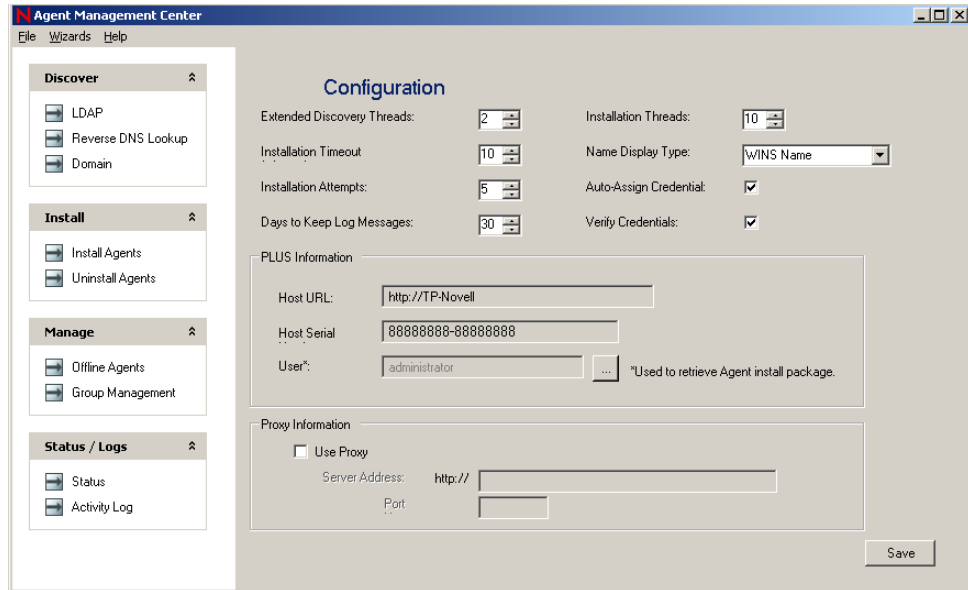 Agent Management Center
File Wizards Help
Discover
LDAP
Reverse DNS Lookup
Domain
Install
Install Agents
Uninstall Agents
Manage
Offline Agents
Group Management
Status / Logs
Status
Activity Log
Configuration
Extended Discovery Threads: 2 Installation Threads: 10
Installation Timeout 10 Name Display Type: WINS Name
Installation Attempts: 5 Auto-Assign Credential:
Days to Keep Log Messages: 30 Verify Credentials:
PLUS Information
Host URL: http://TP-Novell
Host Serial 88888888-88888888
User*: administrator ... *Used to retrieve Agent install package.
Proxy Information
Use Proxy
Server Address: http://
Port
Save